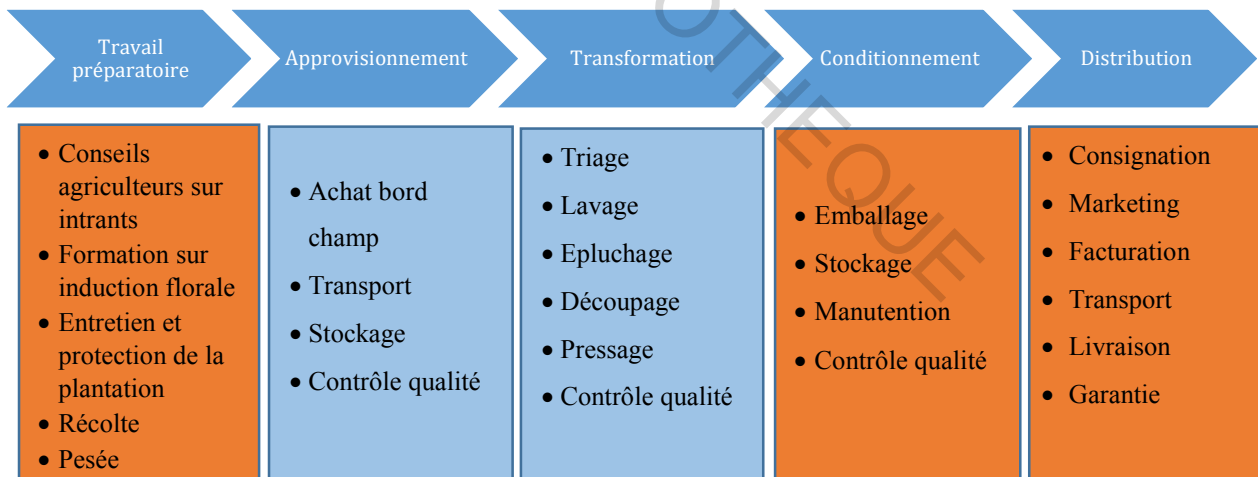 Travail
préparatoire
Approvisionnement
Transformation
Conditionnement
Distribution
• Conseils
agriculteurs sur
intrants
• Formation sur
induction florale
• Entretien et
protection de la
plantation
• Récolte
• Pesée
• Achat bord
champ
• Transport
• Stockage
• Contrôle qualité
• Triage
• Lavage
• Epluchage
• Découpage
• Pressage
• Contrôle qualité
• Emballage
• Stockage
• Manutention
• Contrôle qualité
• Consignation
• Marketing
• Facturation
• Transport
• Livraison
• Garantie
OTHEQUE